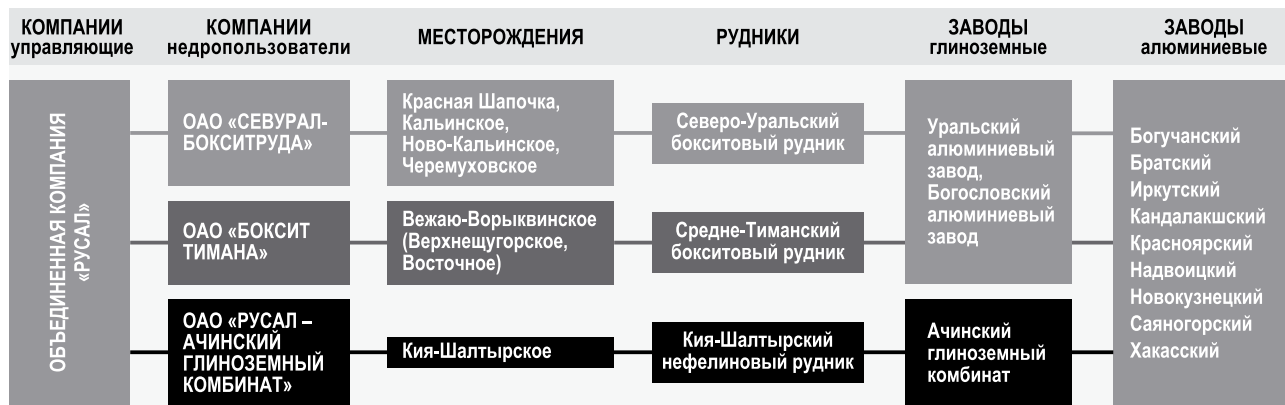 КОМПАНИИ
управляющие
КОМПАНИИ
недропользователи
МЕСТОРОЖДЕНИЯ
РУДНИКИ
ЗАВОДЫ
глиноземные
ЗАВОДЫ
алюминиевые
ОБЪЕДИНЕННАЯ КОМПАНИЯ
«РУСАЛ»
ОАО «СЕВУРАЛ-
БОКСИТРУДА»
Красная Шапочка,
Кальинское,
Ново-Кальинское,
Черемуховское
Северо-Уральский
бокситовый рудник
Уральский
алюминиевый
завод,
Богословский
алюминиевый
завод
ОАО «БОКСИТ
ТИМАНА»
Вежаю-Ворыквинское
(Верхнещугорское,
Восточное)
Средне-Тиманский
бокситовый рудник
ОАО «РУСАЛ –
АЧИНСКИЙ
ГЛИНОЗЕМНЫЙ
КОМБИНАТ»
Кия-Шалтырское
Кия-Шалтырский
нефелиновый рудник
Ачинский
глиноземный
комбинат
Богучанский
Братский
Иркутский
Кандалакшский
Красноярский
Надвоицкий
Новокузнецкий
Саяногорский
Хакасский